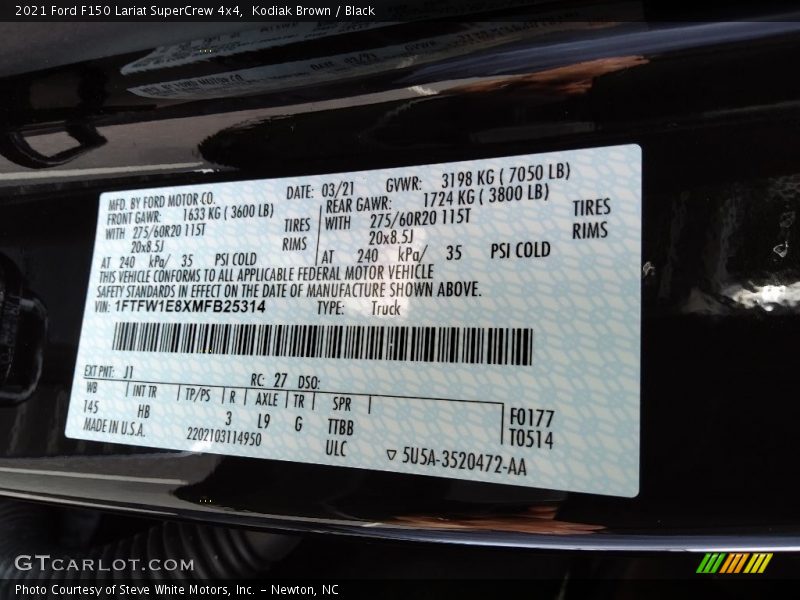 2021 Ford F150 Lariat SuperCrew 4x4, Kodiak Brown / Black
MFD. BY FORD MOTOR CO.
DATE: 03/21 GVWR: 3198 KG ( 7050 LB)
FRONT GAWR: 1633 KG ( 3600 LB)
REAR GAWR: 1724 KG ( 3800 LB)
WITH 275/60R20 115T TIRES
WITH 275/60R20 115T TIRES
20x8.5J RIMS
20x8.5J RIMS
AT 240 kPa/ 35 PSI COLD
AT 240 kPa/ 35 PSI COLD
THIS VEHICLE CONFORMS TO ALL APPLICABLE FEDERAL MOTOR VEHICLE
SAFETY STANDARDS IN EFFECT ON THE DATE OF MANUFACTURE SHOWN ABOVE.
VIN: 1FTFW1E8XMFB25314 TYPE: Truck
EXT PNT: J1 RC: 27 DSO:
WB INT TR TP/PS R AXLE TR SPR
145 HB 3 L9 G TTBB
F0177
T0514
MADE IN U.S.A. 2202103114950 ULC
5U5A-3520472-AA
GTCARLOT.COM
Photo Courtesy of Steve White Motors, Inc. – Newton, NC